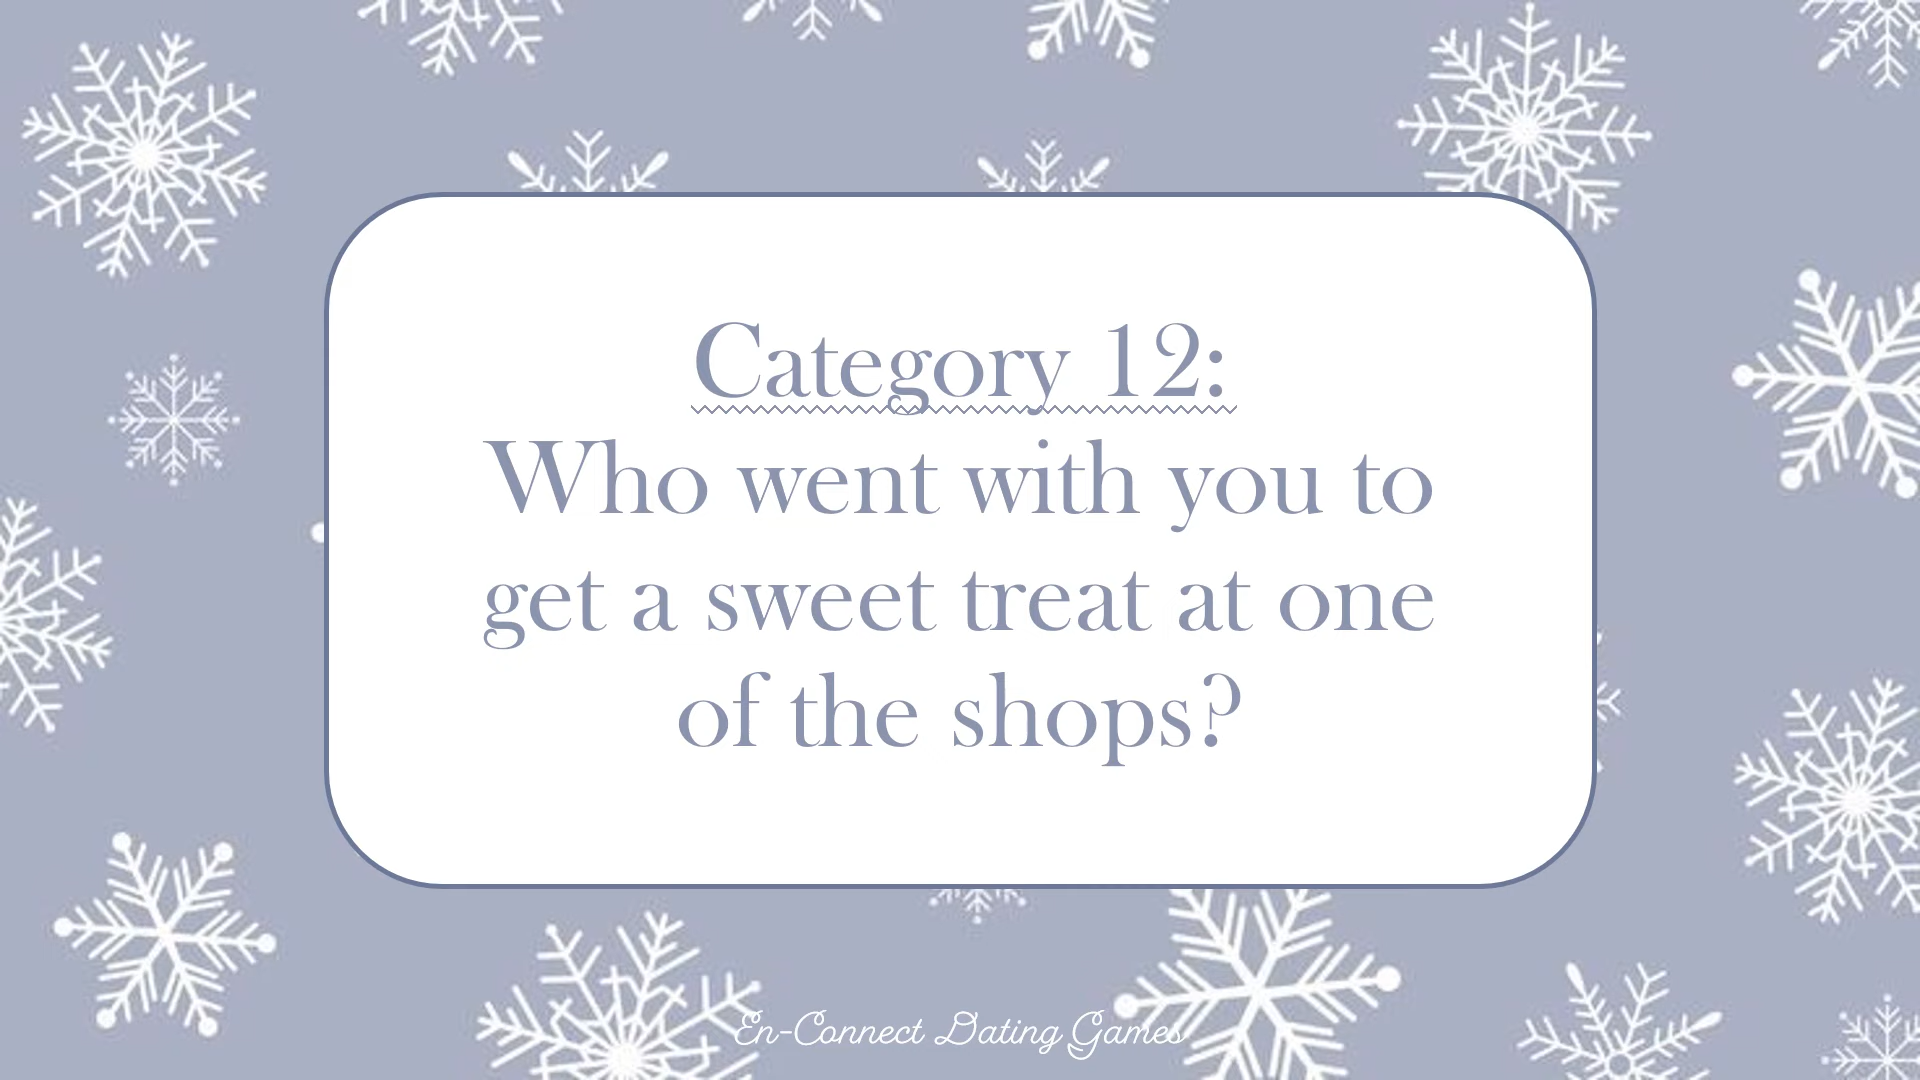 Category 12:
Who went with you to
get a sweet treat at one
of the shops?
En-Connect Dating Games